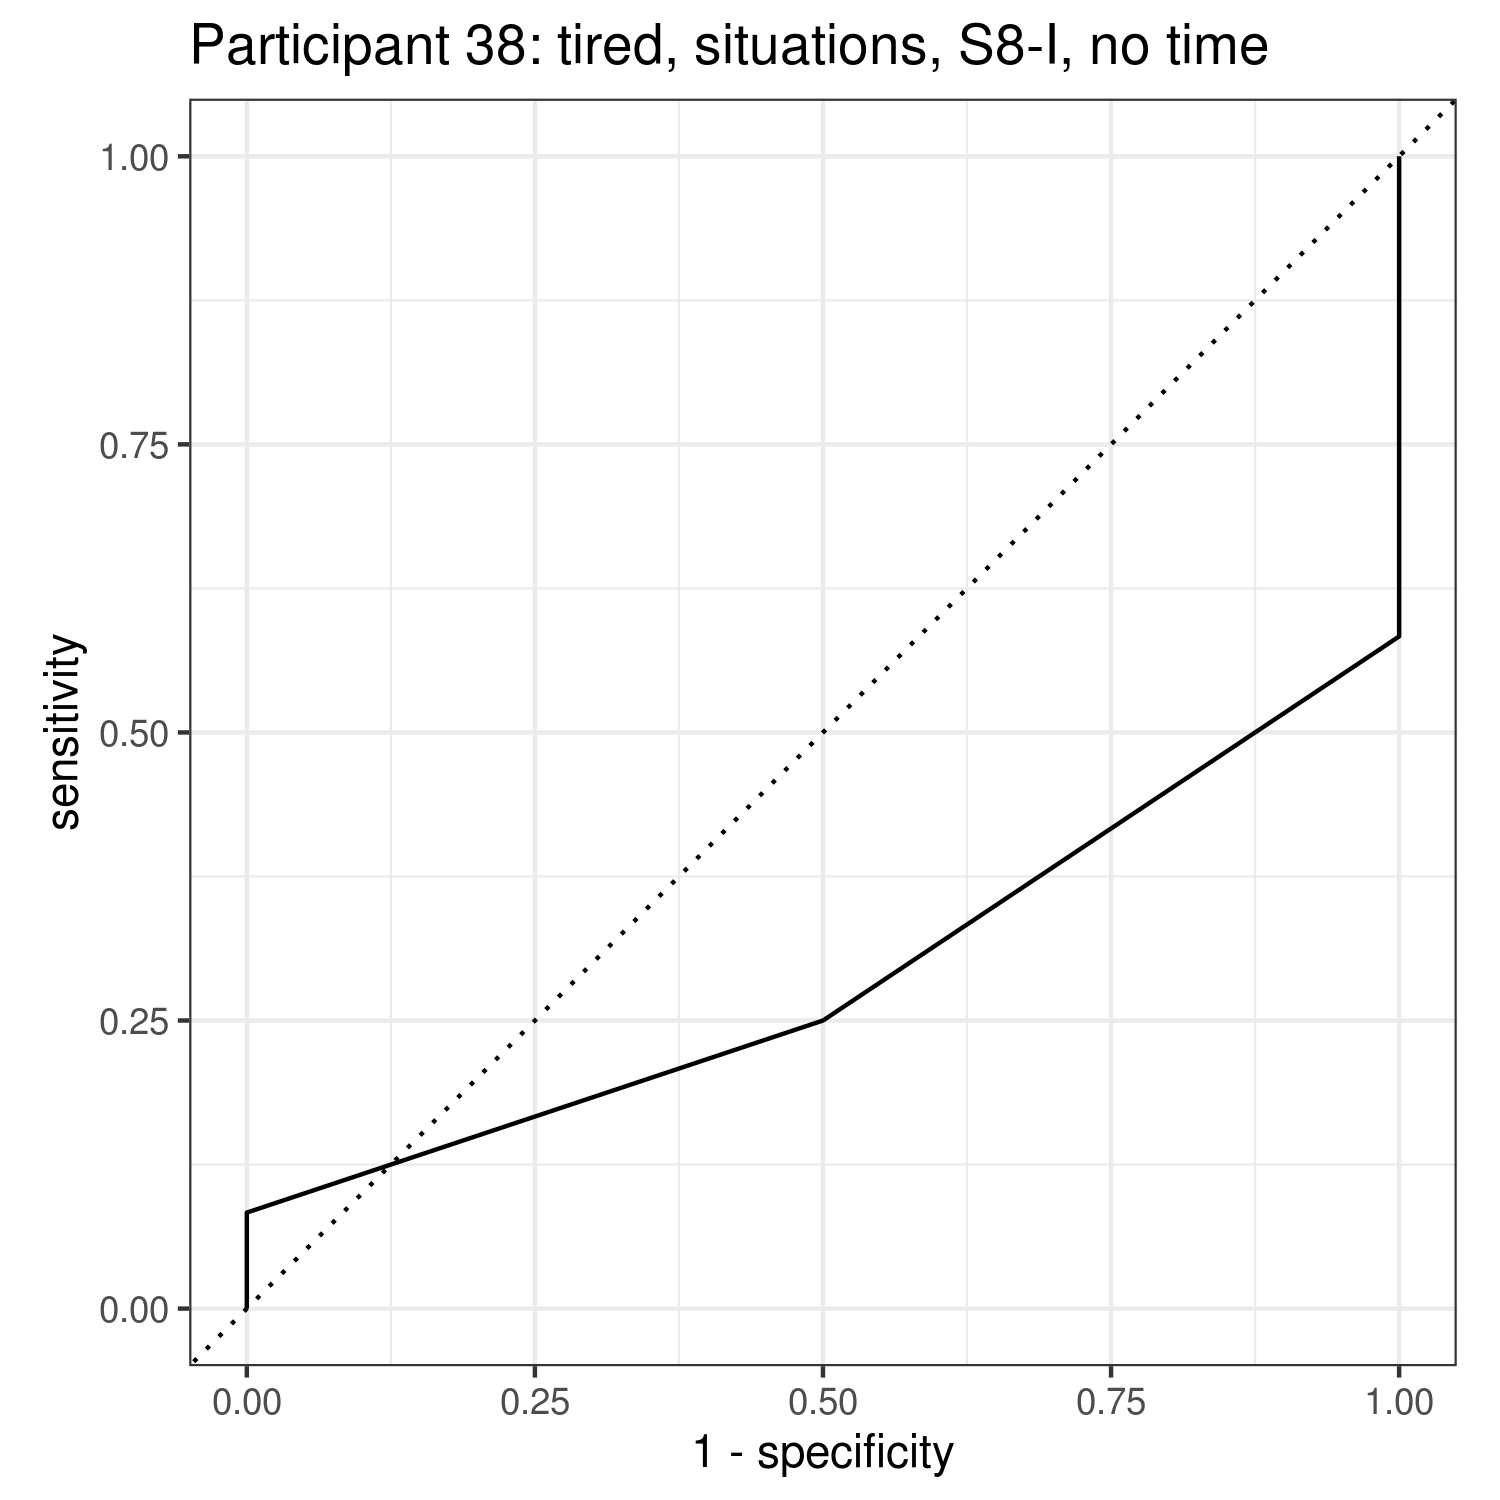 Participant 38: tired, situations, S8-I, no time
1.00
0.75
0.50
0.25
0.00
sensitivity
0.00 0.25 0.50 0.75 1.00
1 - specificity